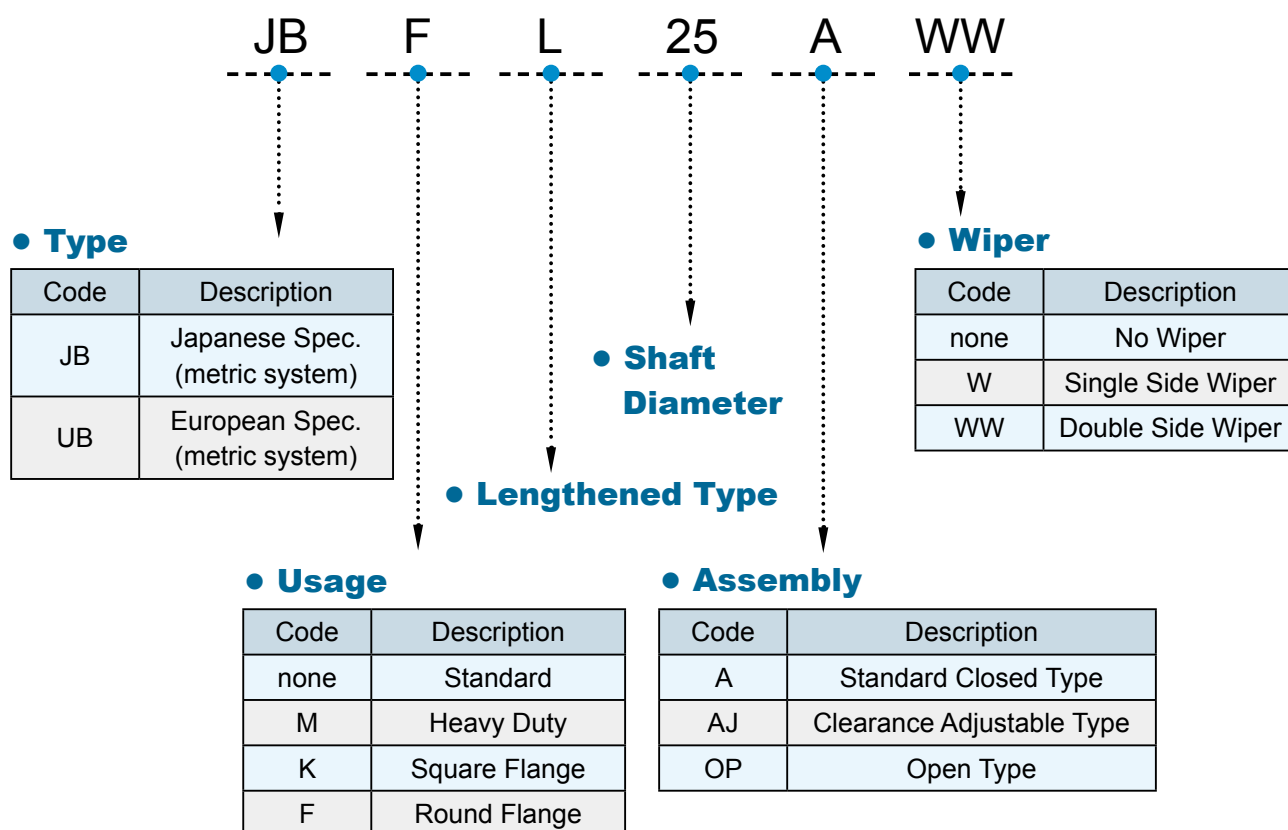 JB F L 25 A WW
● Type
Code Description
JB Japanese Spec.
(metric system)
UB European Spec.
(metric system)
● Wiper
Code Description
none No Wiper
W Single Side Wiper
WW Double Side Wiper
● Shaft
Diameter
● Lengthened Type
● Usage
Code Description
none Standard
M Heavy Duty
K Square Flange
F Round Flange
● Assembly
Code Description
A Standard Closed Type
AJ Clearance Adjustable Type
OP Open Type